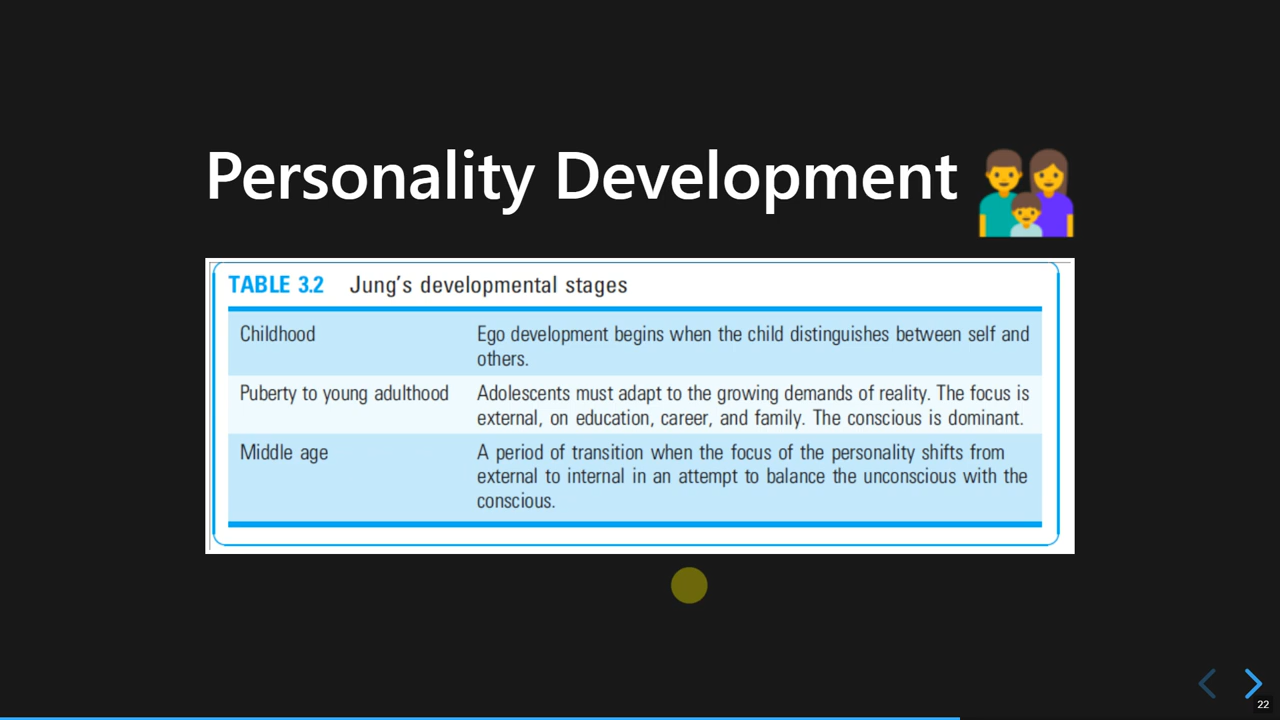 Personality Development
TABLE 3.2 Jung's developmental stages
Childhood Ego development begins when the child distinguishes between self and
others.
Puberty to young adulthood Adolescents must adapt to the growing demands of reality. The focus is
external, on education, career, and family. The conscious is dominant.
Middle age A period of transition when the focus of the personality shifts from
external to internal in an attempt to balance the unconscious with the
conscious.
22